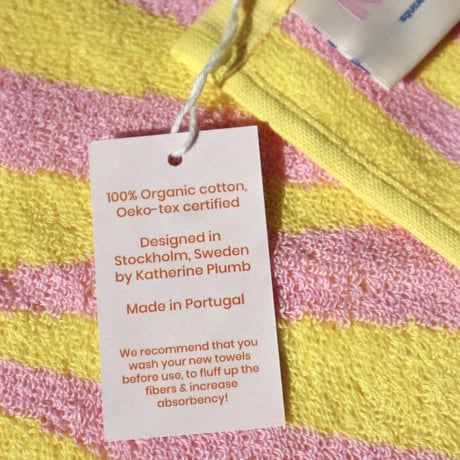 100% Organic cotton,
Oeko-tex certified
Designed in
Stockholm, Sweden
by Katherine Plumb
Made in Portugal
We recommend that you
wash your new towels
before use, to fluff up the
fibers & increase
absorbency!